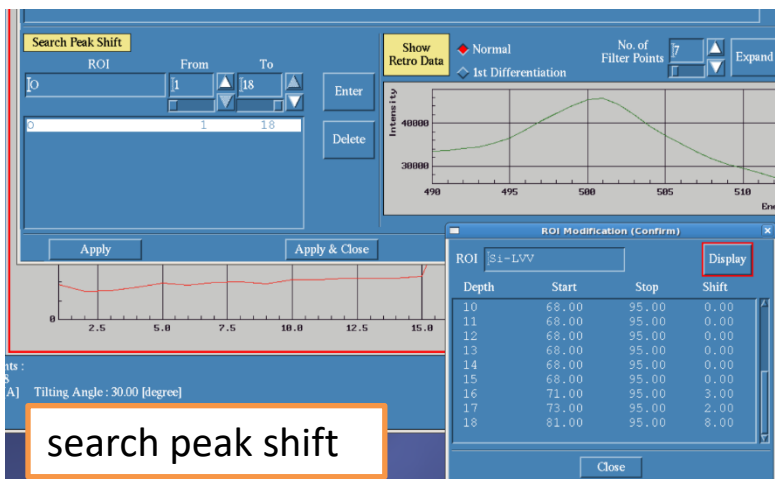 Search Peak Shift
ROI From To
O 1 18
Enter
O 1 18
Delete
Apply Apply & Close
Show Retro Data
Normal
1st Differentiation
No. of Filter Points 7
Expand
Intensity
40000
30000
490 495 500 505 510
ROI Modification (Confirm)
ROI Si-LVV Display
Depth Start Stop Shift
10 68.00 95.00 0.00
11 68.00 95.00 0.00
12 68.00 95.00 0.00
13 68.00 95.00 0.00
14 68.00 95.00 0.00
15 68.00 95.00 0.00
16 71.00 95.00 3.00
17 73.00 95.00 2.00
18 81.00 95.00 8.00
Close
0
2.5 5.0 7.5 10.0 12.5 15.0
A] Tilting Angle : 30.00 [degree]
search peak shift